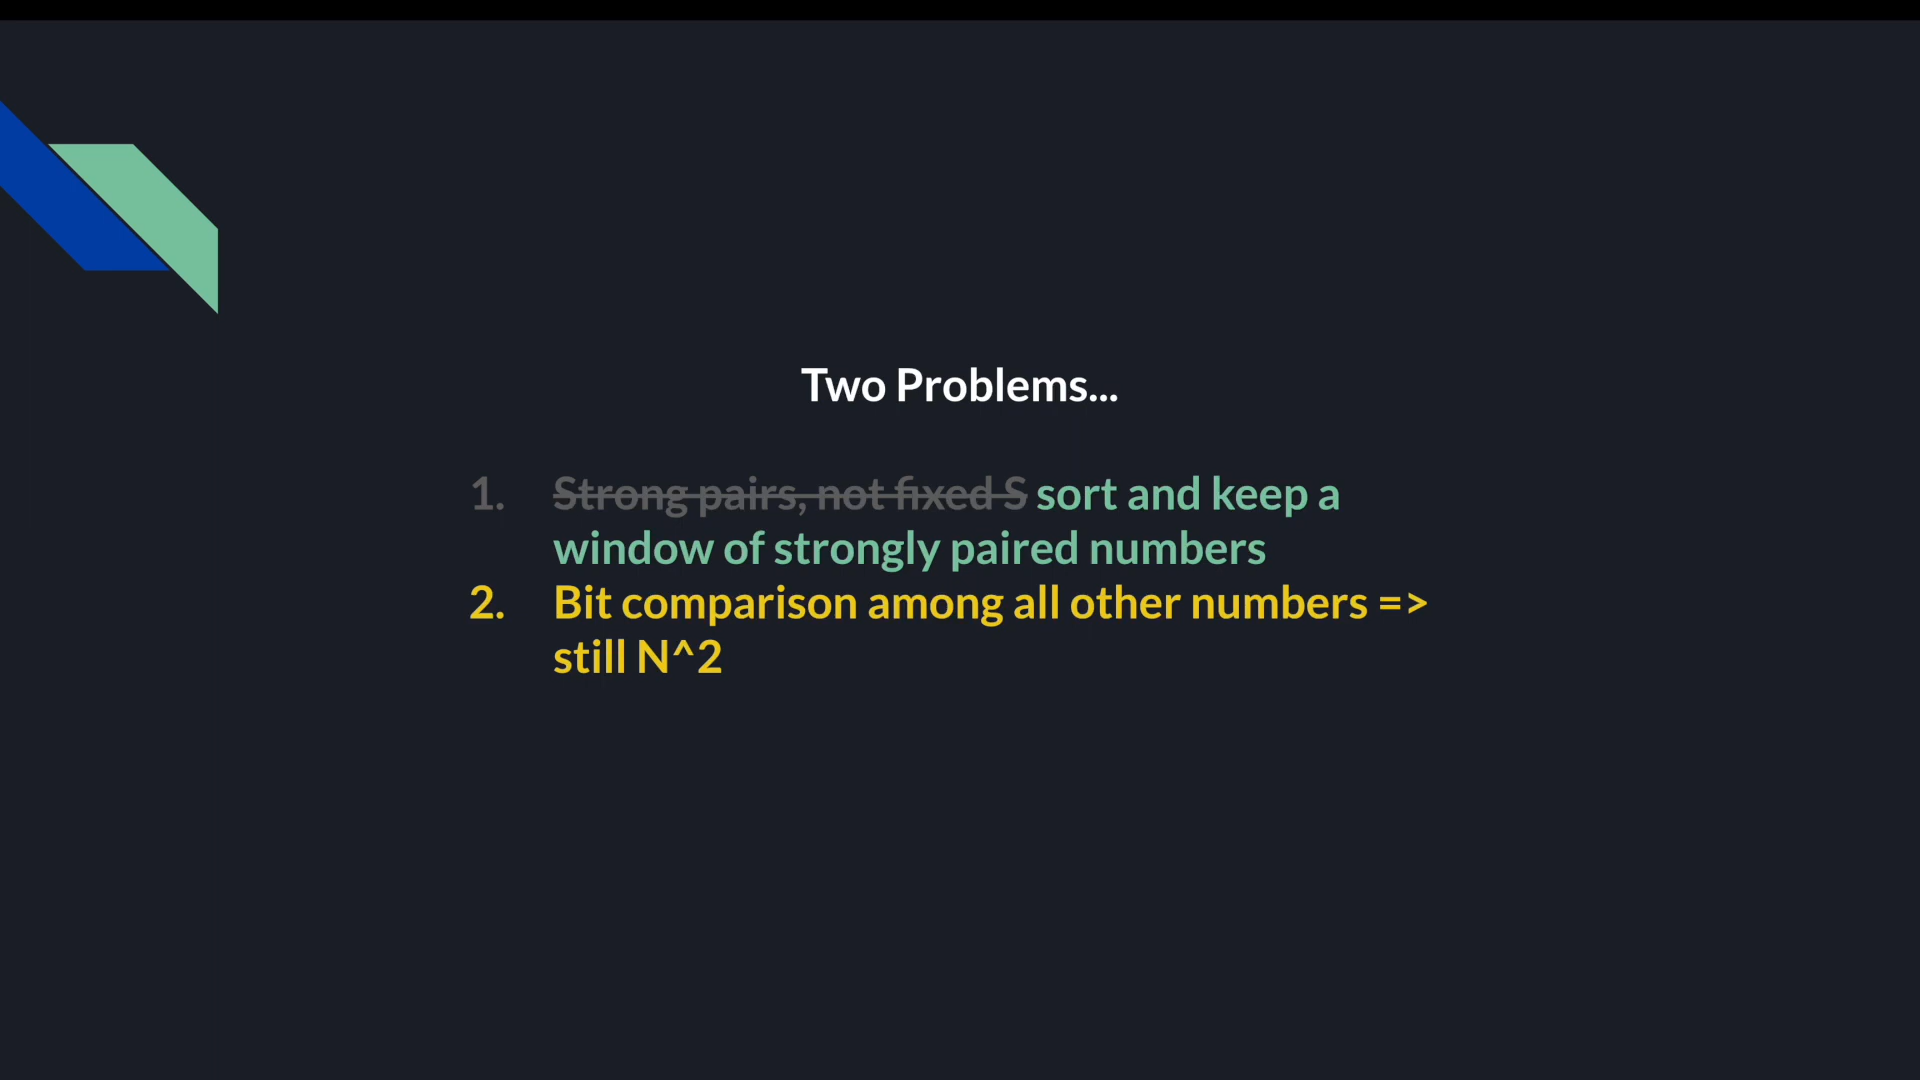 Two Problems...
1. Strong pairs, not fixed S sort and keep a
window of strongly paired numbers
2. Bit comparison among all other numbers =>
still N^2